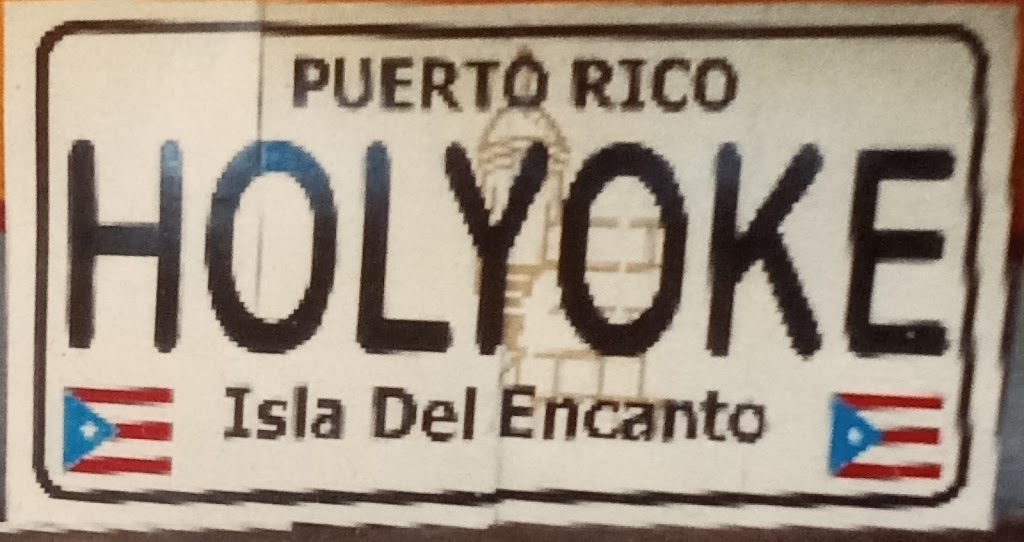 PUERTO RICO
HOLYOKE
Isla Del Encanto